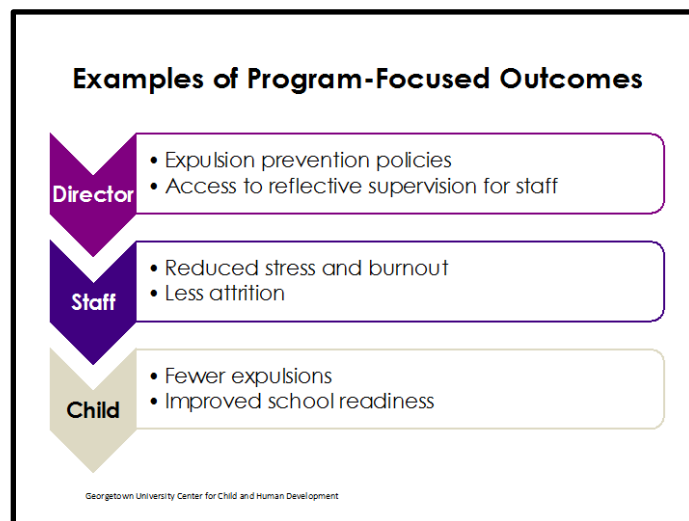 Examples of Program-Focused Outcomes
Director
• Expulsion prevention policies
• Access to reflective supervision for staff
Staff
• Reduced stress and burnout
• Less attrition
Child
• Fewer expulsions
• Improved school readiness
Georgetown University Center for Child and Human Development